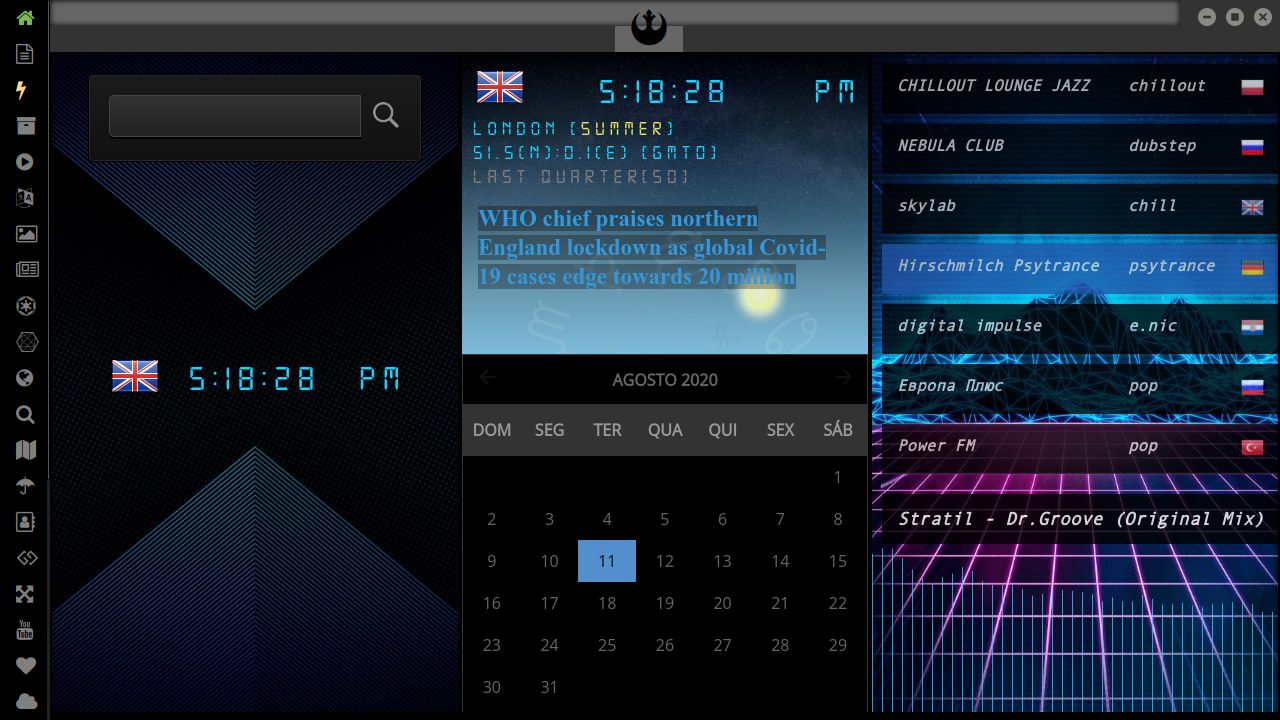 5:18:28 PM
5:18:28 PM
LONDON (SUMMER)
51.5(N):0.1(E) (GMT0)
LAST QUARTER(50)
WHO chief praises northern
England lockdown as global Covid-
19 cases edge towards 20 million
AGOSTO 2020
DOM SEG TER QUA QUI SEX SÁB
1
2 3 4 5 6 7 8
9 10 11 12 13 14 15
16 17 18 19 20 21 22
23 24 25 26 27 28 29
30 31
CHILLOUT LOUNGE JAZZ chillout
NEBULA CLUB dubstep
skylab chill
Hirschmilch Psytrance psytrance
digital impulse e.nic
Европа Плюс pop
Power FM pop
Stratil - Dr.Groove (Original Mix)
You
Tube